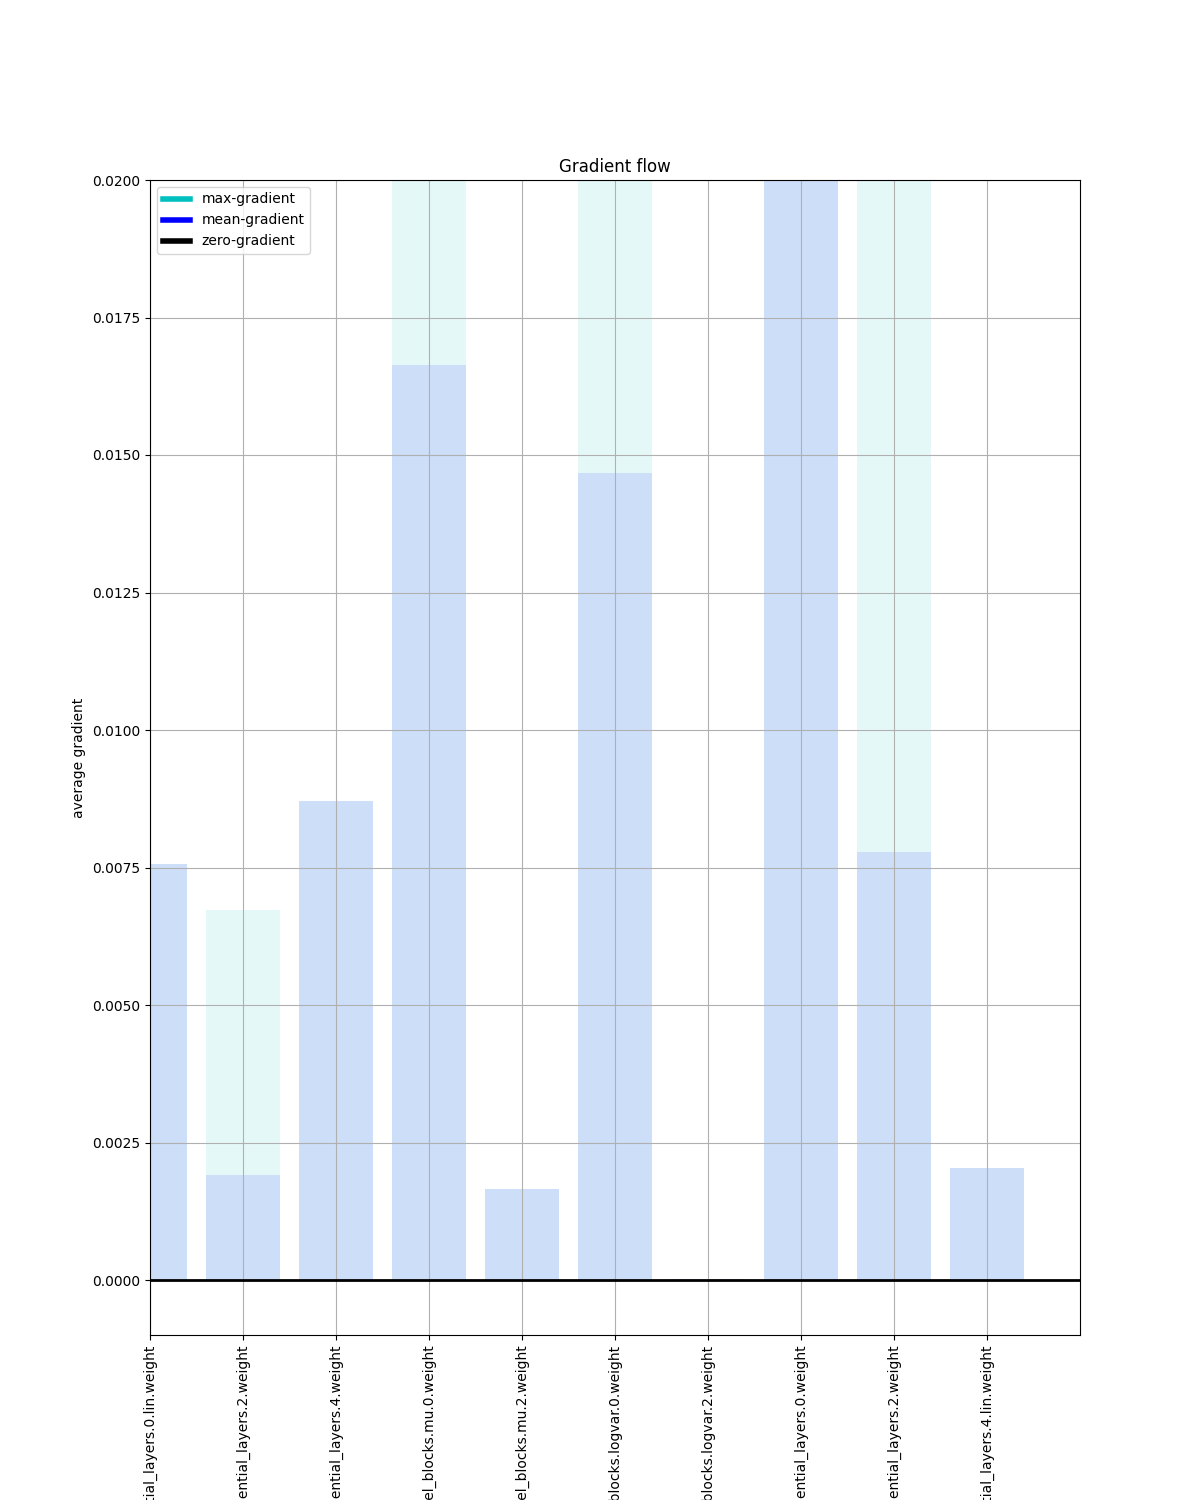 Gradient flow
max-gradient
mean-gradient
zero-gradient
0.0200
0.0175
0.0150
0.0125
0.0100
0.0075
0.0050
0.0025
0.0000
average gradient
tial_layers.0.lin.weight
ential_layers.2.weight
ential_layers.4.weight
el_blocks.mu.0.weight
el_blocks.mu.2.weight
blocks.logvar.0.weight
blocks.logvar.2.weight
ential_layers.0.weight
ential_layers.2.weight
tial_layers.4.lin.weight